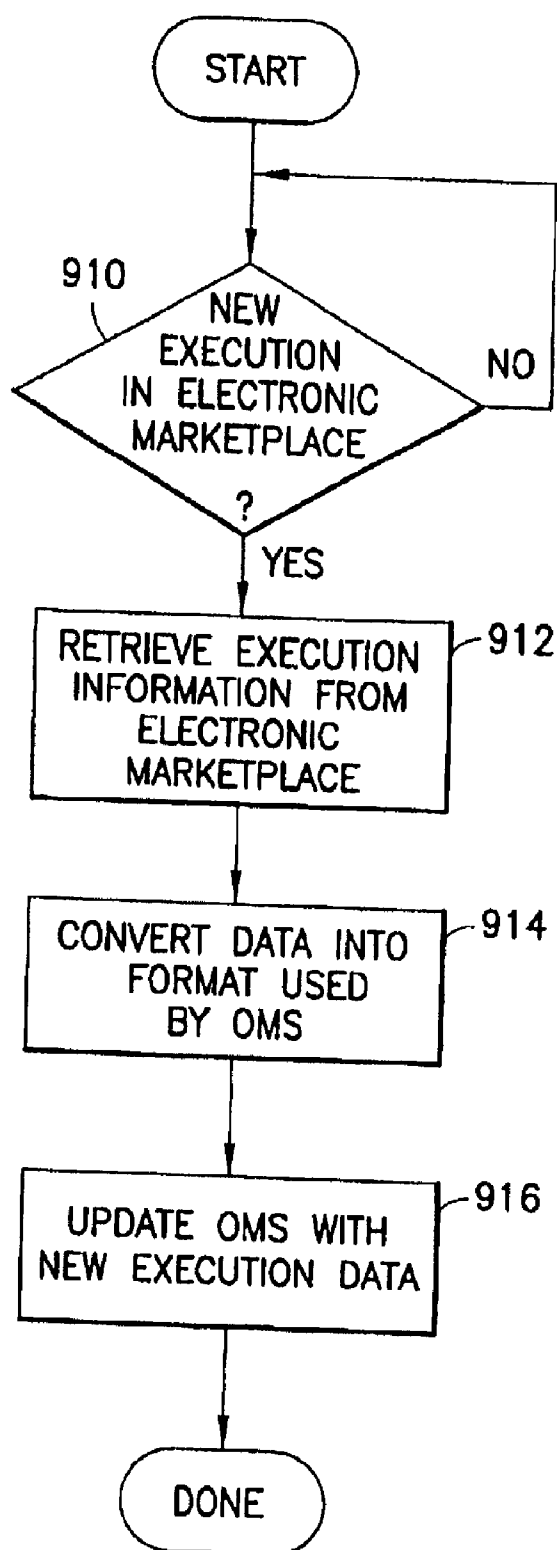 START
910
NEW
EXECUTION
IN ELECTRONIC
MARKETPLACE
?
NO
YES
RETRIEVE EXECUTION
INFORMATION FROM
ELECTRONIC
MARKETPLACE
912
CONVERT DATA INTO
FORMAT USED
BY OMS
914
UPDATE OMS WITH
NEW EXECUTION DATA
916
DONE